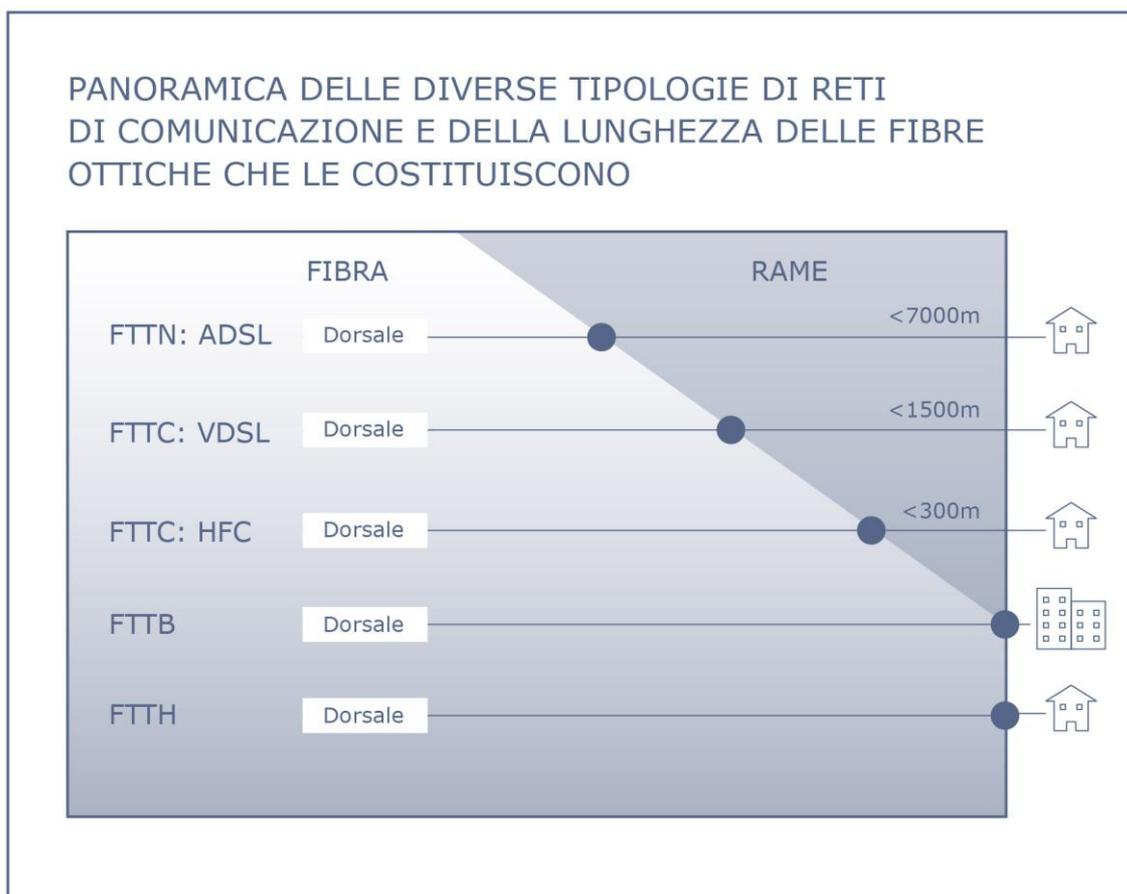 PANORAMICA DELLE DIVERSE TIPOLOGIE DI RETI
DI COMUNICAZIONE E DELLA LUNGHEZZA DELLE FIBRE
OTTICHE CHE LE COSTITUISCONO
FIBRA RAME
FTTN: ADSL Dorsale <7000m
FTTC: VDSL Dorsale <1500m
FTTC: HFC Dorsale <300m
FTTB Dorsale
FTTH Dorsale